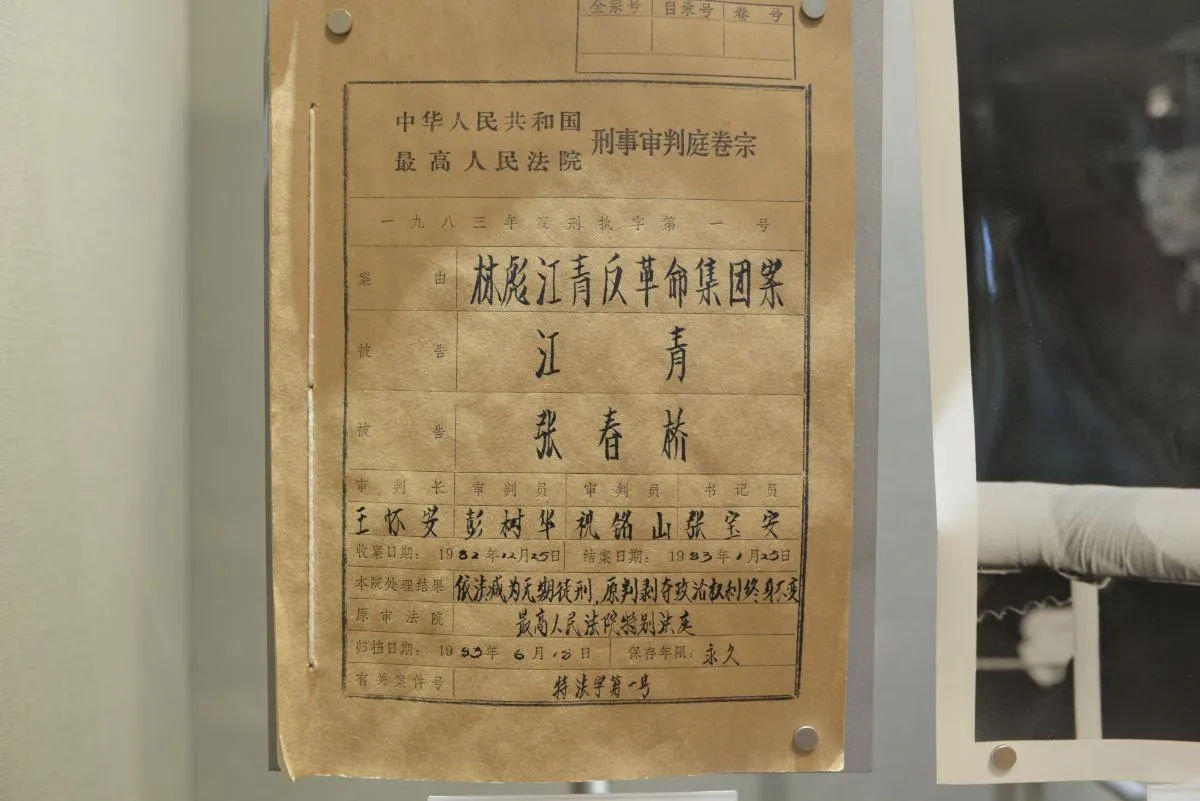 全宗号 目录号 卷号
中华人民共和国
最高人民法院
刑事审判庭卷宗
一九八三年度刑执字第一号
案由 林彪江青反革命集团案
被告 江青
被告 张春桥
审判长 审判员 审判员 书记员
王怀安 彭树华 祝铭山 张宝安
收案日期：1982年12月25日 结案日期：1983年1月25日
本院处理结果 依法减为无期徒刑，原判剥夺政治权利终身不变
原审法院 最高人民法院特别法庭
归档日期：1983年6月18日 保存年限：永久
有关案件号 特法字第一号